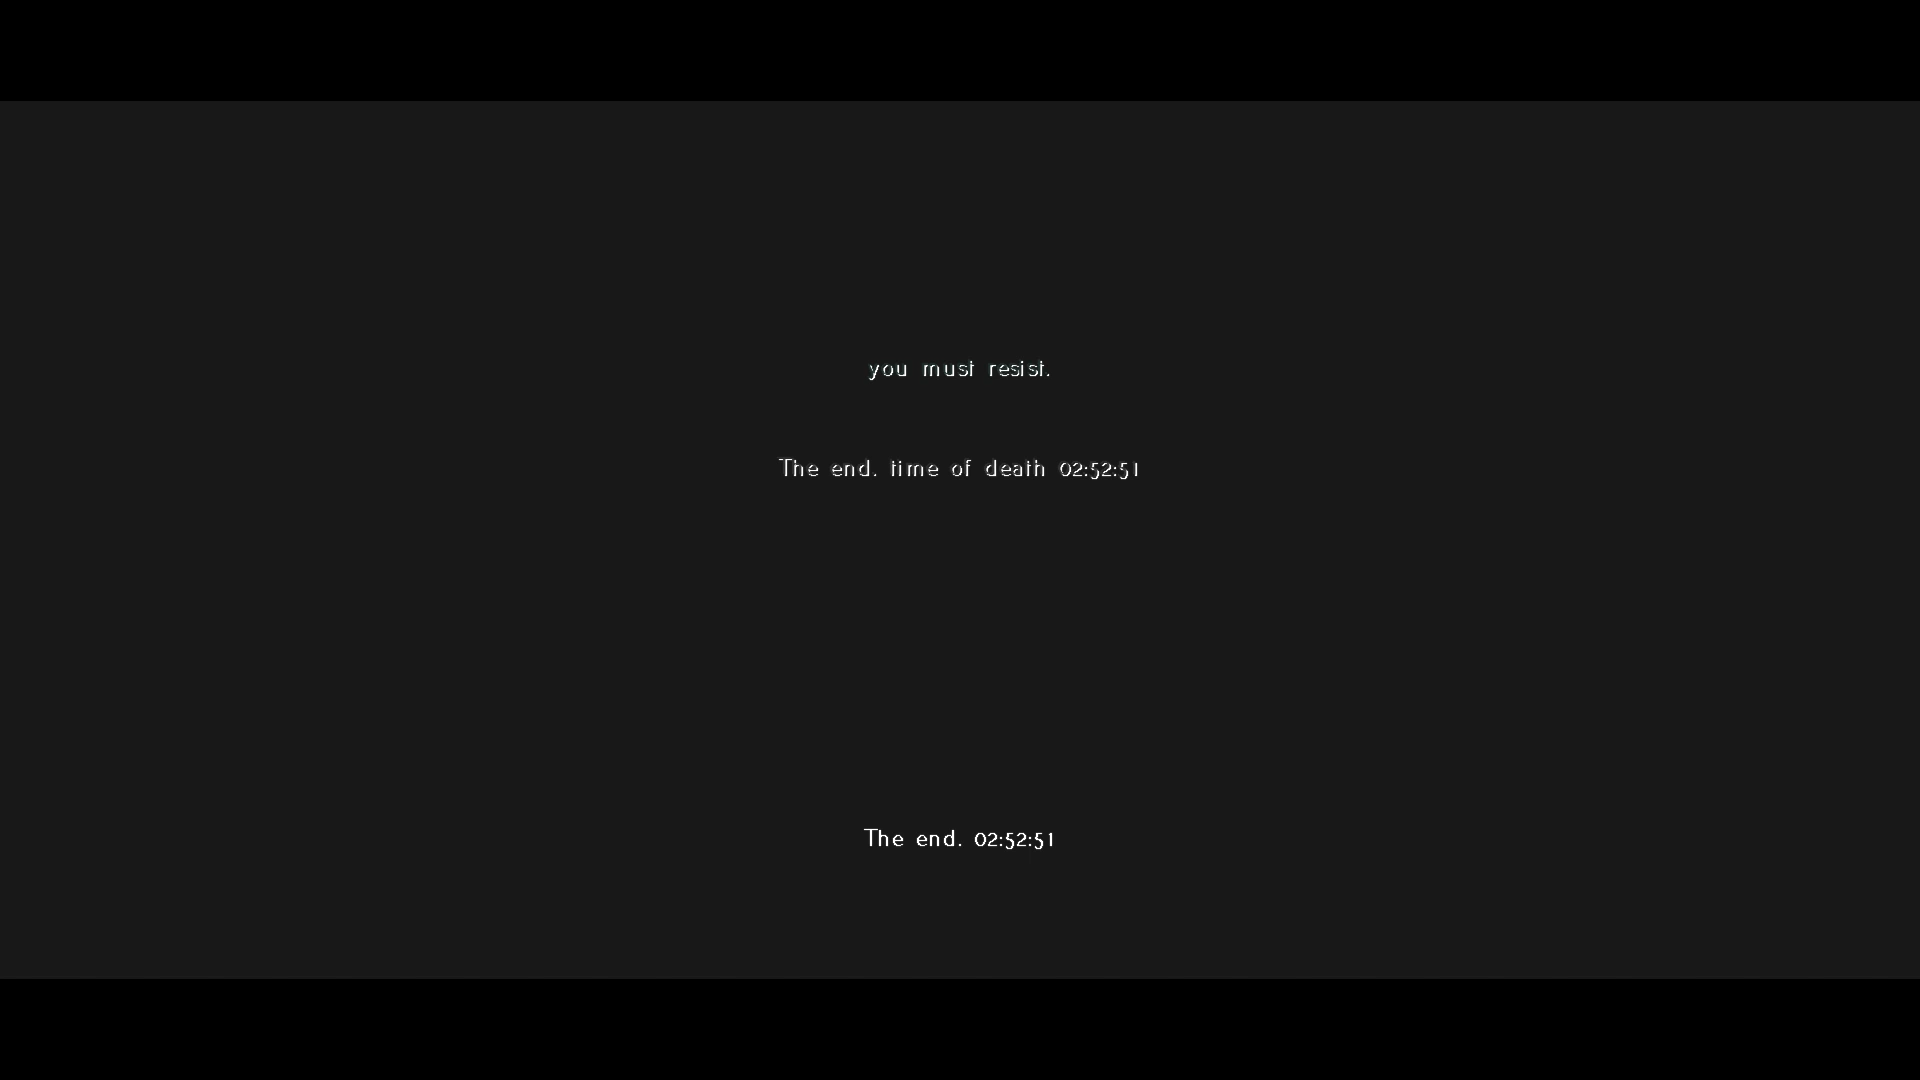 you must resist.
The end. time of death 02:52:51
The end. 02:52:51